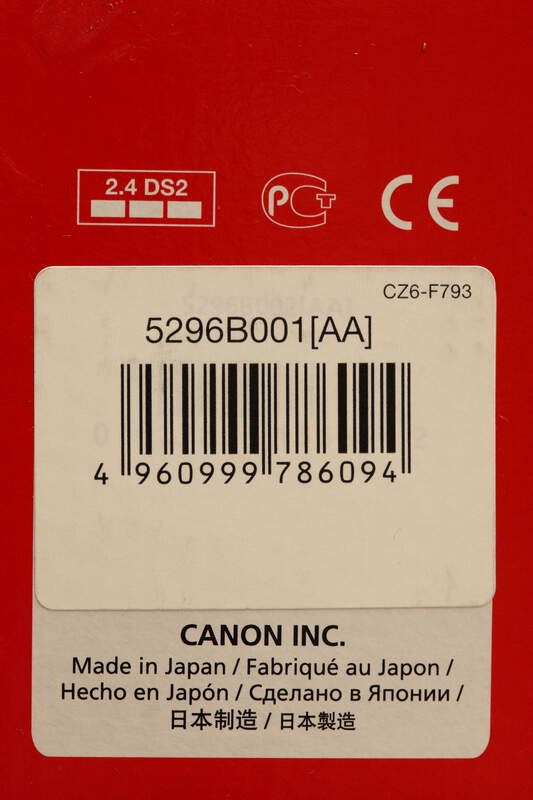 2.4 DS2
РСТ
CE
CZ6-F793
5296B001[AA]
4 960999 786094
CANON INC.
Made in Japan / Fabriqué au Japon /
Hecho en Japón / Сделано в Японии /
日本制造 / 日本製造